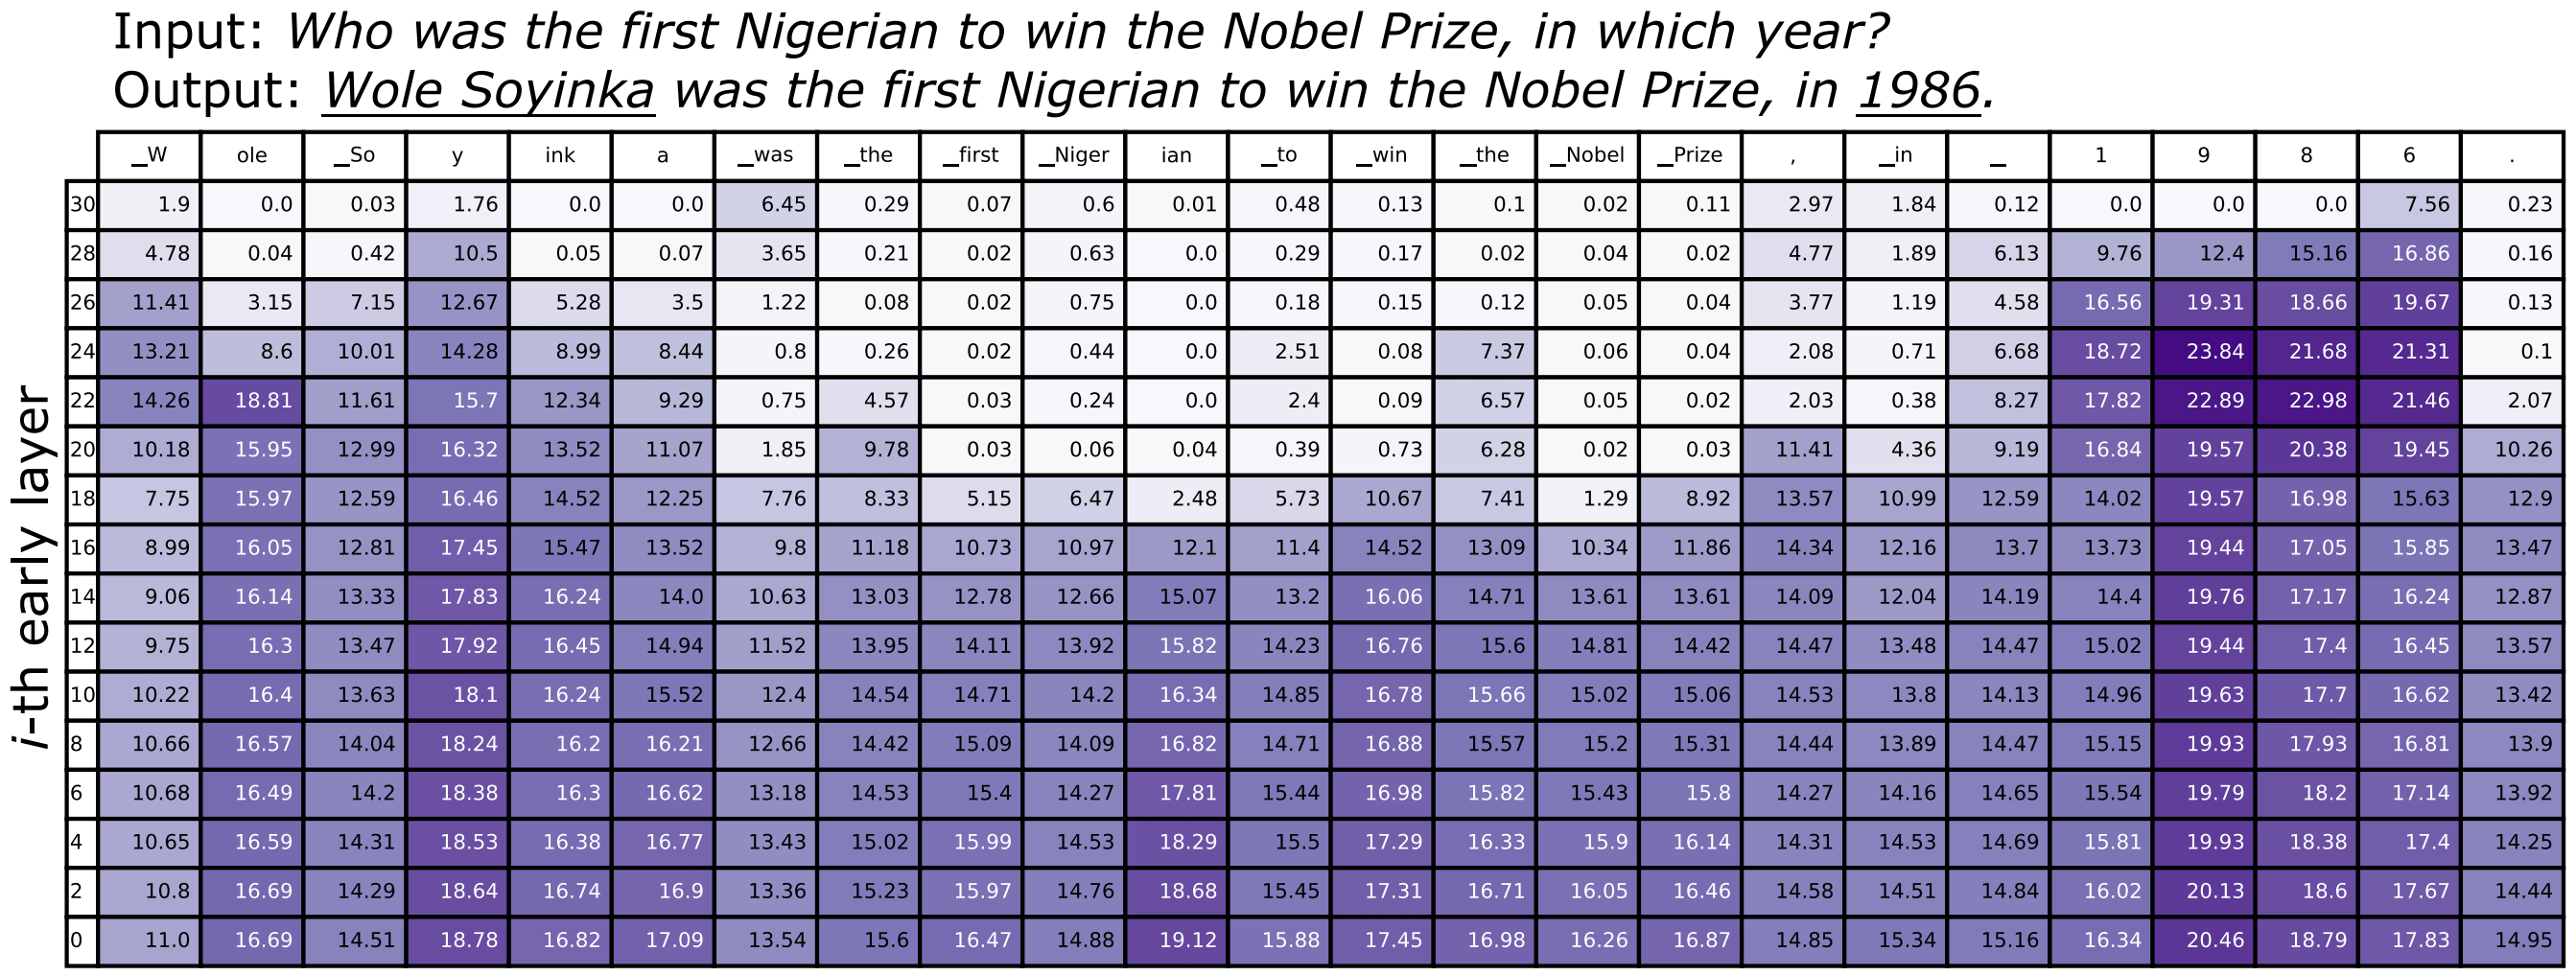 Input: Who was the first Nigerian to win the Nobel Prize, in which year?
Output: Wole Soyinka was the first Nigerian to win the Nobel Prize, in 1986.
_W ole _So y ink a _was _the _first _Niger ian _to _win _the _Nobel _Prize , _in _ 1 9 8 6 .
30 1.9 0.0 0.03 1.76 0.0 0.0 6.45 0.29 0.07 0.6 0.01 0.48 0.13 0.1 0.02 0.11 2.97 1.84 0.12 0.0 0.0 0.0 7.56 0.23
28 4.78 0.04 0.42 10.5 0.05 0.07 3.65 0.21 0.02 0.63 0.0 0.29 0.17 0.02 0.04 0.02 4.77 1.89 6.13 9.76 12.4 15.16 16.86 0.16
26 11.41 3.15 7.15 12.67 5.28 3.5 1.22 0.08 0.02 0.75 0.0 0.18 0.15 0.12 0.05 0.04 3.77 1.19 4.58 16.56 19.31 18.66 19.67 0.13
24 13.21 8.6 10.01 14.28 8.99 8.44 0.8 0.26 0.02 0.44 0.0 2.51 0.08 7.37 0.06 0.04 2.08 0.71 6.68 18.72 23.84 21.68 21.31 0.1
22 14.26 18.81 11.61 15.7 12.34 9.29 0.75 4.57 0.03 0.24 0.0 2.4 0.09 6.57 0.05 0.02 2.03 0.38 8.27 17.82 22.89 22.98 21.46 2.07
20 10.18 15.95 12.99 16.32 13.52 11.07 1.85 9.78 0.03 0.06 0.04 0.39 0.73 6.28 0.02 0.03 11.41 4.36 9.19 16.84 19.57 20.38 19.45 10.26
18 7.75 15.97 12.59 16.46 14.52 12.25 7.76 8.33 5.15 6.47 2.48 5.73 10.67 7.41 1.29 8.92 13.57 10.99 12.59 14.02 19.57 16.98 15.63 12.9
16 8.99 16.05 12.81 17.45 15.47 13.52 9.8 11.18 10.73 10.97 12.1 11.4 14.52 13.09 10.34 11.86 14.34 12.16 13.7 13.73 19.44 17.05 15.85 13.47
14 9.06 16.14 13.33 17.83 16.24 14.0 10.63 13.03 12.78 12.66 15.07 13.2 16.06 14.71 13.61 13.61 14.09 12.04 14.19 14.4 19.76 17.17 16.24 12.87
12 9.75 16.3 13.47 17.92 16.45 14.94 11.52 13.95 14.11 13.92 15.82 14.23 16.76 15.6 14.81 14.42 14.47 13.48 14.47 15.02 19.44 17.4 16.45 13.57
10 10.22 16.4 13.63 18.1 16.24 15.52 12.4 14.54 14.71 14.2 16.34 14.85 16.78 15.66 15.02 15.06 14.53 13.8 14.13 14.96 19.63 17.7 16.62 13.42
8 10.66 16.57 14.04 18.24 16.2 16.21 12.66 14.42 15.09 14.09 16.82 14.71 16.88 15.57 15.2 15.31 14.44 13.89 14.47 15.15 19.93 17.93 16.81 13.9
6 10.68 16.49 14.2 18.38 16.3 16.62 13.18 14.53 15.4 14.27 17.81 15.44 16.98 15.82 15.43 15.8 14.27 14.16 14.65 15.54 19.79 18.2 17.14 13.92
4 10.65 16.59 14.31 18.53 16.38 16.77 13.43 15.02 15.99 14.53 18.29 15.5 17.29 16.33 15.9 16.14 14.31 14.53 14.69 15.81 19.93 18.38 17.4 14.25
2 10.8 16.69 14.29 18.64 16.74 16.9 13.36 15.23 15.97 14.76 18.68 15.45 17.31 16.71 16.05 16.46 14.58 14.51 14.84 16.02 20.13 18.6 17.67 14.44
0 11.0 16.69 14.51 18.78 16.82 17.09 13.54 15.6 16.47 14.88 19.12 15.88 17.45 16.98 16.26 16.87 14.85 15.34 15.16 16.34 20.46 18.79 17.83 14.95
i-th early layer